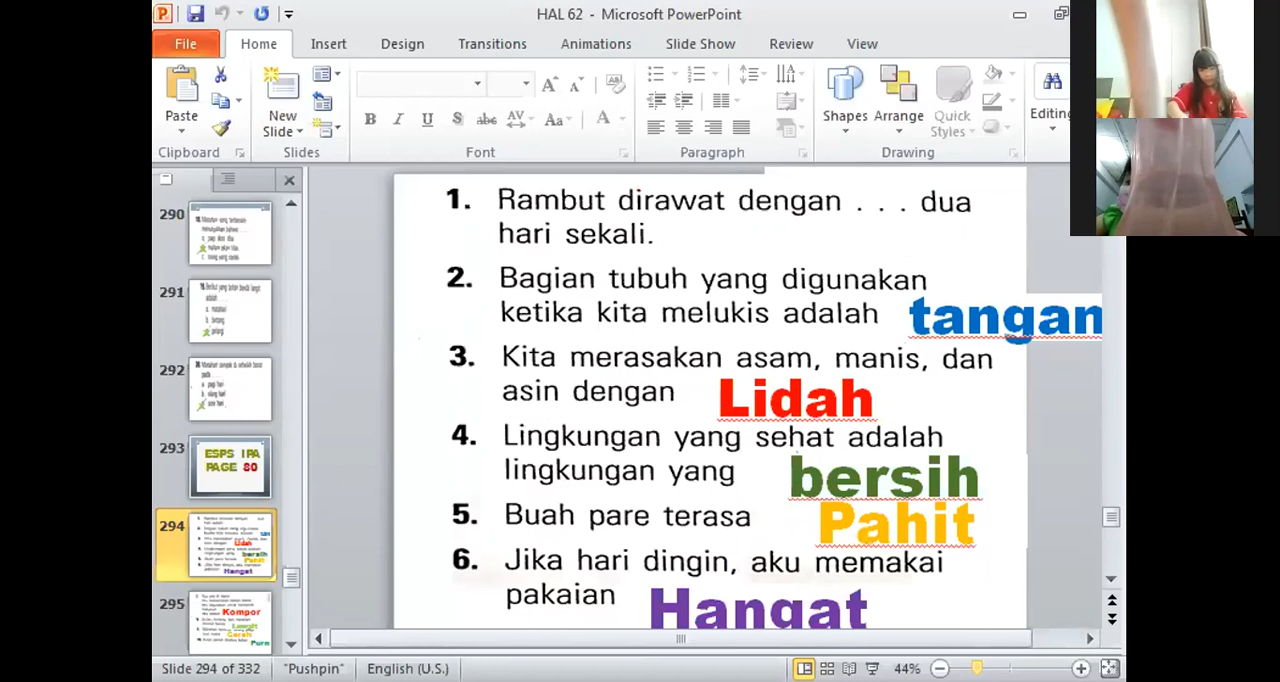 HAL 62 - Microsoft PowerPoint
File Home Insert Design Transitions Animations Slide Show Review View
Paste
New
Slide
Shapes Arrange Quick
Styles
Editing
Clipboard Slides Font Paragraph Drawing
290
291
292
293
ESPS IPA
PAGE 80
294
295
Kompor
1. Rambut dirawat dengan . . . dua
hari sekali.
2. Bagian tubuh yang digunakan
ketika kita melukis adalah tangan
3. Kita merasakan asam, manis, dan
asin dengan Lidah
4. Lingkungan yang sehat adalah
lingkungan yang bersih
5. Buah pare terasa Pahit
6. Jika hari dingin, aku memakai
pakaian Hangat
Slide 294 of 332 "Pushpin" English (U.S.) 44%